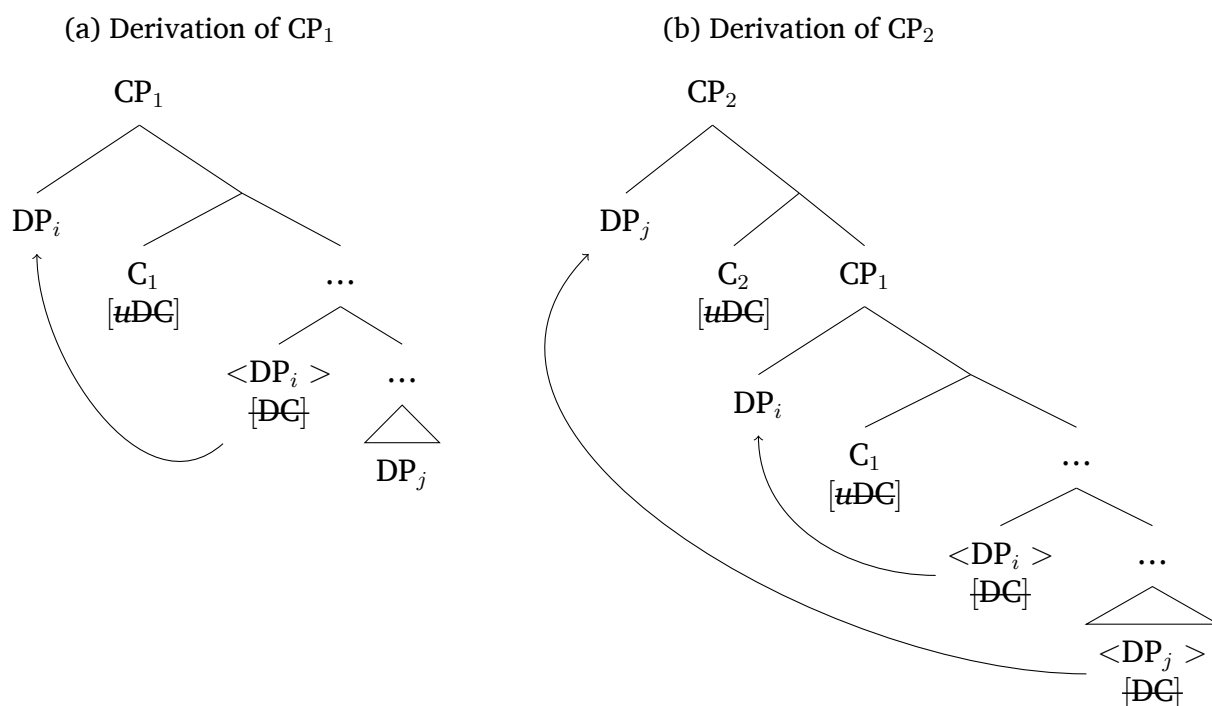 (a) Derivation of CP₁
CP₁
DPᵢ
C₁
...
[uDC]
<DPᵢ >
...
[DC]
DPⱼ
(b) Derivation of CP₂
CP₂
DPⱼ
C₂
CP₁
[uDC]
DPᵢ
C₁
...
[uDC]
<DPᵢ >
...
[DC]
<DPⱼ >
[DC]